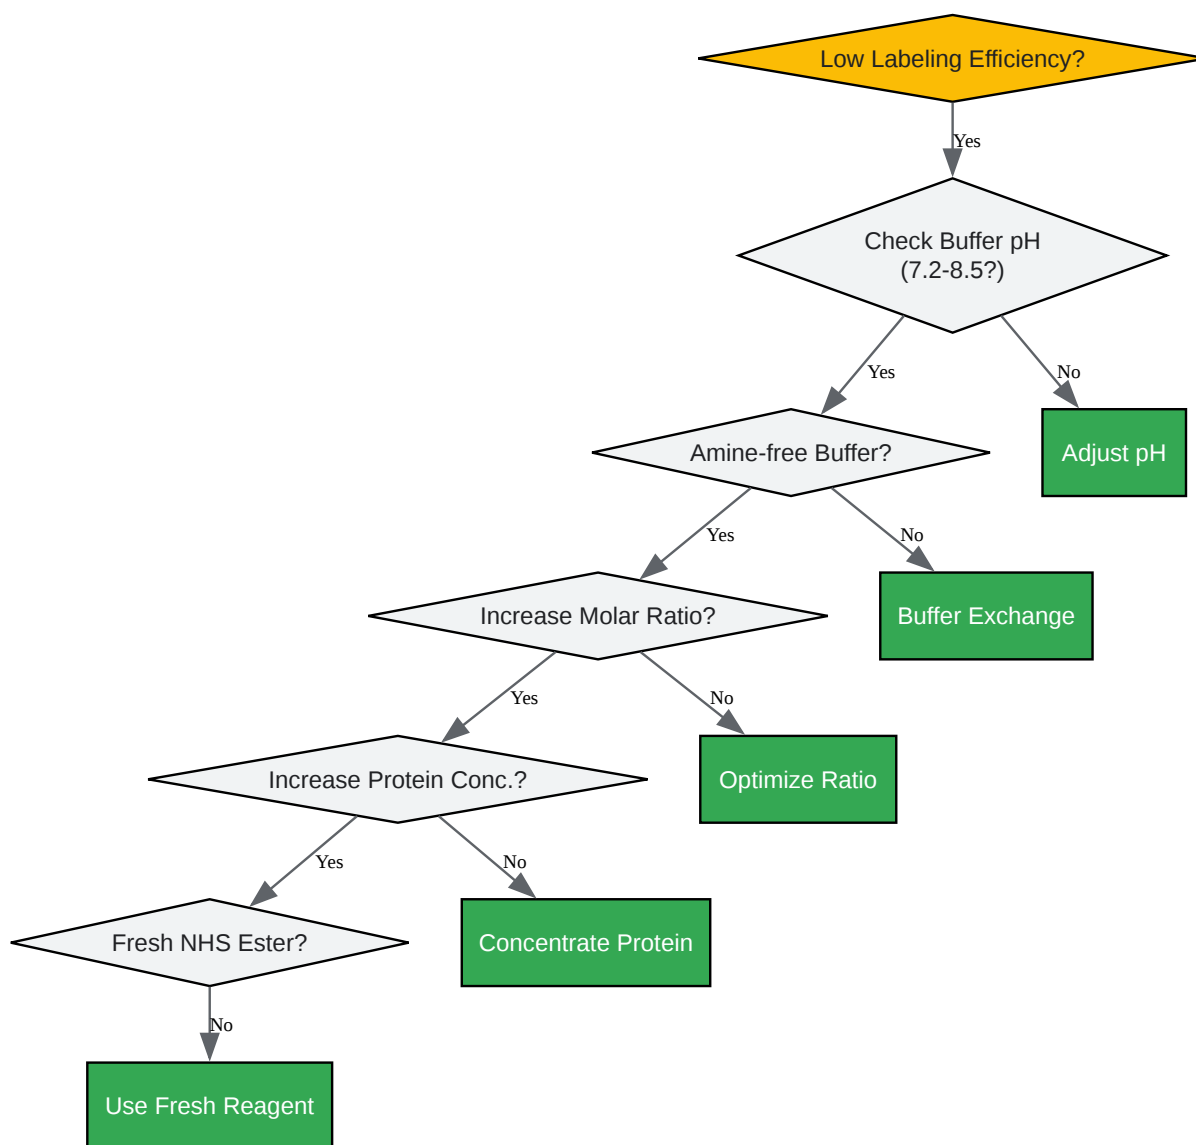 Low Labeling Efficiency?
Yes
Check Buffer pH
(7.2-8.5?)
Yes
No
Amine-free Buffer?
Adjust pH
Yes
No
Increase Molar Ratio?
Buffer Exchange
Yes
No
Increase Protein Conc.?
Optimize Ratio
Yes
No
Fresh NHS Ester?
Concentrate Protein
No
Use Fresh Reagent